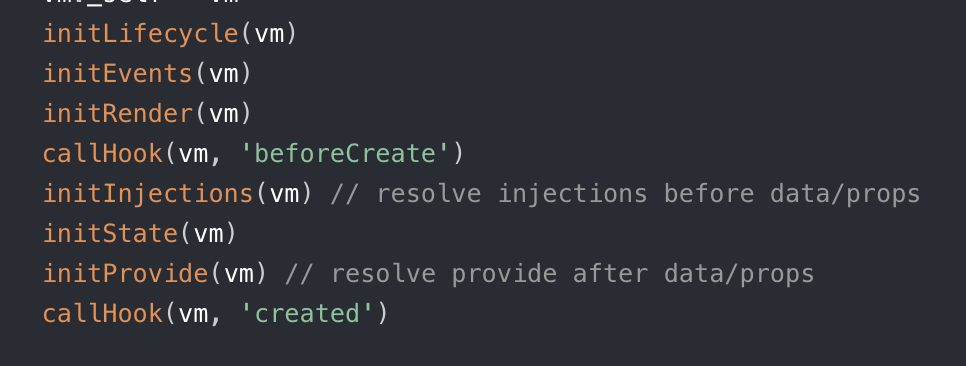 initLifecycle(vm)
initEvents(vm)
initRender(vm)
callHook(vm, 'beforeCreate')
initInjections(vm) // resolve injections before data/props
initState(vm)
initProvide(vm) // resolve provide after data/props
callHook(vm, 'created')